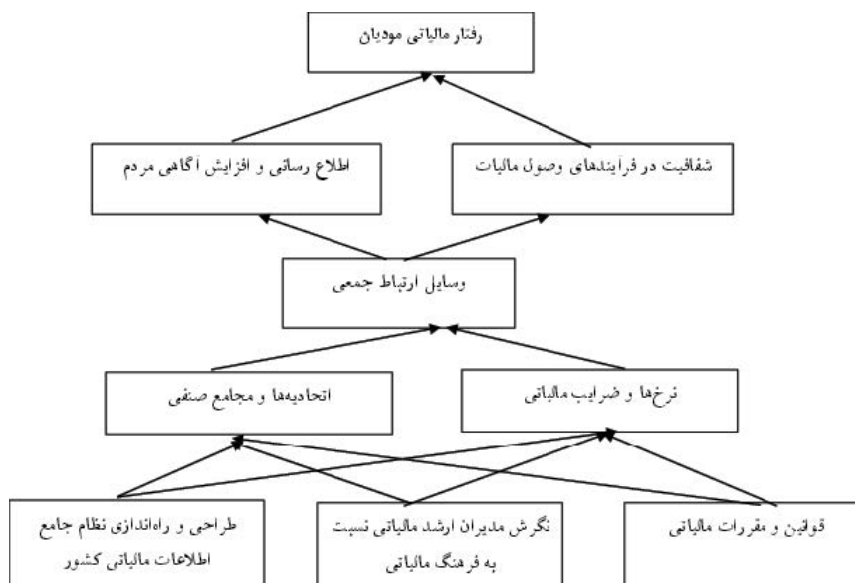 رفتار مالیاتی مودیان
شفافیت در فرآیندهای وصول مالیات
اطلاع رسانی و افزایش آگاهی مردم
وسایل ارتباط جمعی
نرخ‌ها و ضرایب مالیاتی
اتحادیه‌ها و مجامع صنفی
قوانین و مقررات مالیاتی
نگرش مدیران ارشد مالیاتی نسبت
به فرهنگ مالیاتی
طراحی و راه‌اندازی نظام جامع
اطلاعات مالیاتی کشور